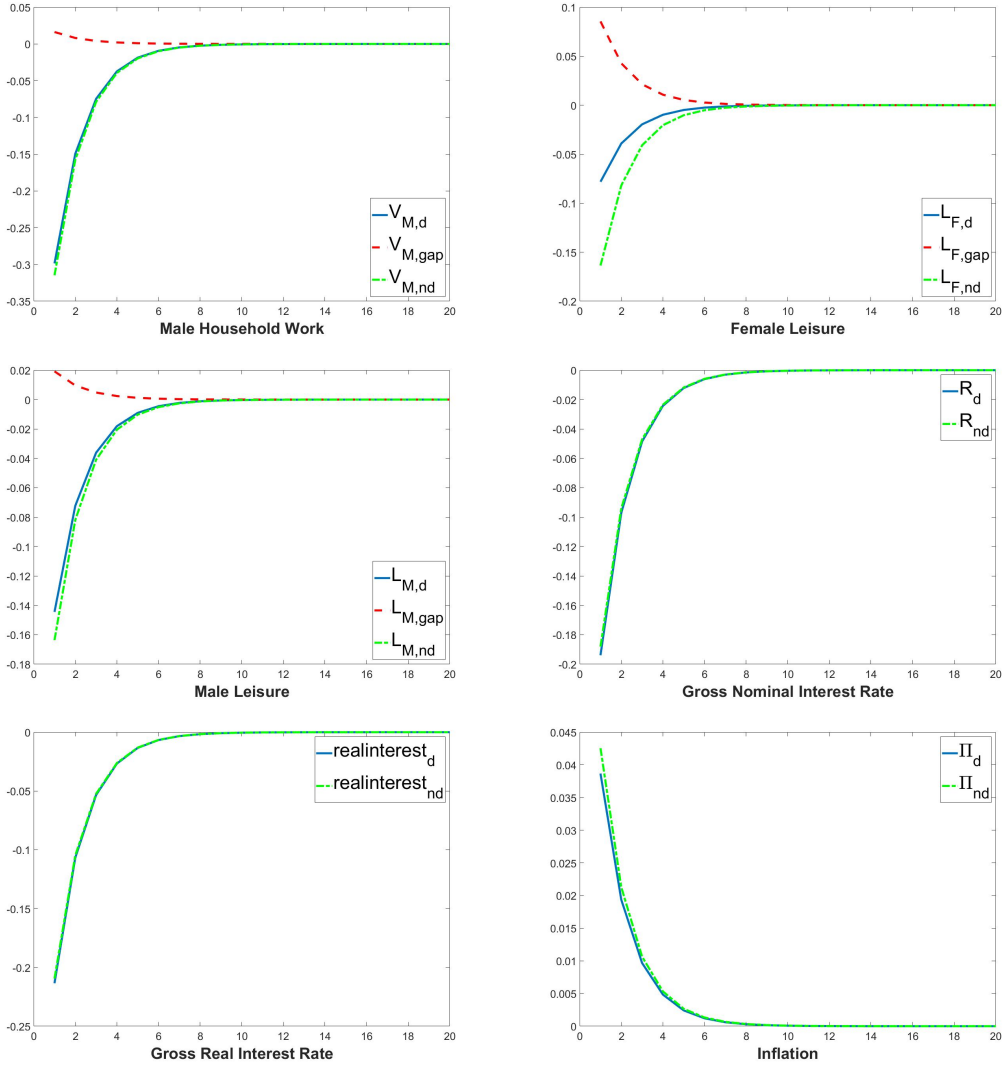 0.05
0
-0.05
-0.1
-0.15
-0.2
-0.25
-0.3
-0.35
V_M,d
V_M,gap
V_M,nd
0 2 4 6 8 10 12 14 16 18 20
Male Household Work
0.1
0.05
0
-0.05
-0.1
-0.15
-0.2
L_F,d
L_F,gap
L_F,nd
0 2 4 6 8 10 12 14 16 18 20
Female Leisure
0.02
0
-0.02
-0.04
-0.06
-0.08
-0.1
-0.12
-0.14
-0.16
-0.18
L_M,d
L_M,gap
L_M,nd
0 2 4 6 8 10 12 14 16 18 20
Male Leisure
0
-0.02
-0.04
-0.06
-0.08
-0.1
-0.12
-0.14
-0.16
-0.18
-0.2
R_d
R_nd
0 2 4 6 8 10 12 14 16 18 20
Gross Nominal Interest Rate
0
-0.05
-0.1
-0.15
-0.2
-0.25
realinterest_d
realinterest_nd
0 2 4 6 8 10 12 14 16 18 20
Gross Real Interest Rate
0.045
0.04
0.035
0.03
0.025
0.02
0.015
0.01
0.005
0
Π_d
Π_nd
0 2 4 6 8 10 12 14 16 18 20
Inflation